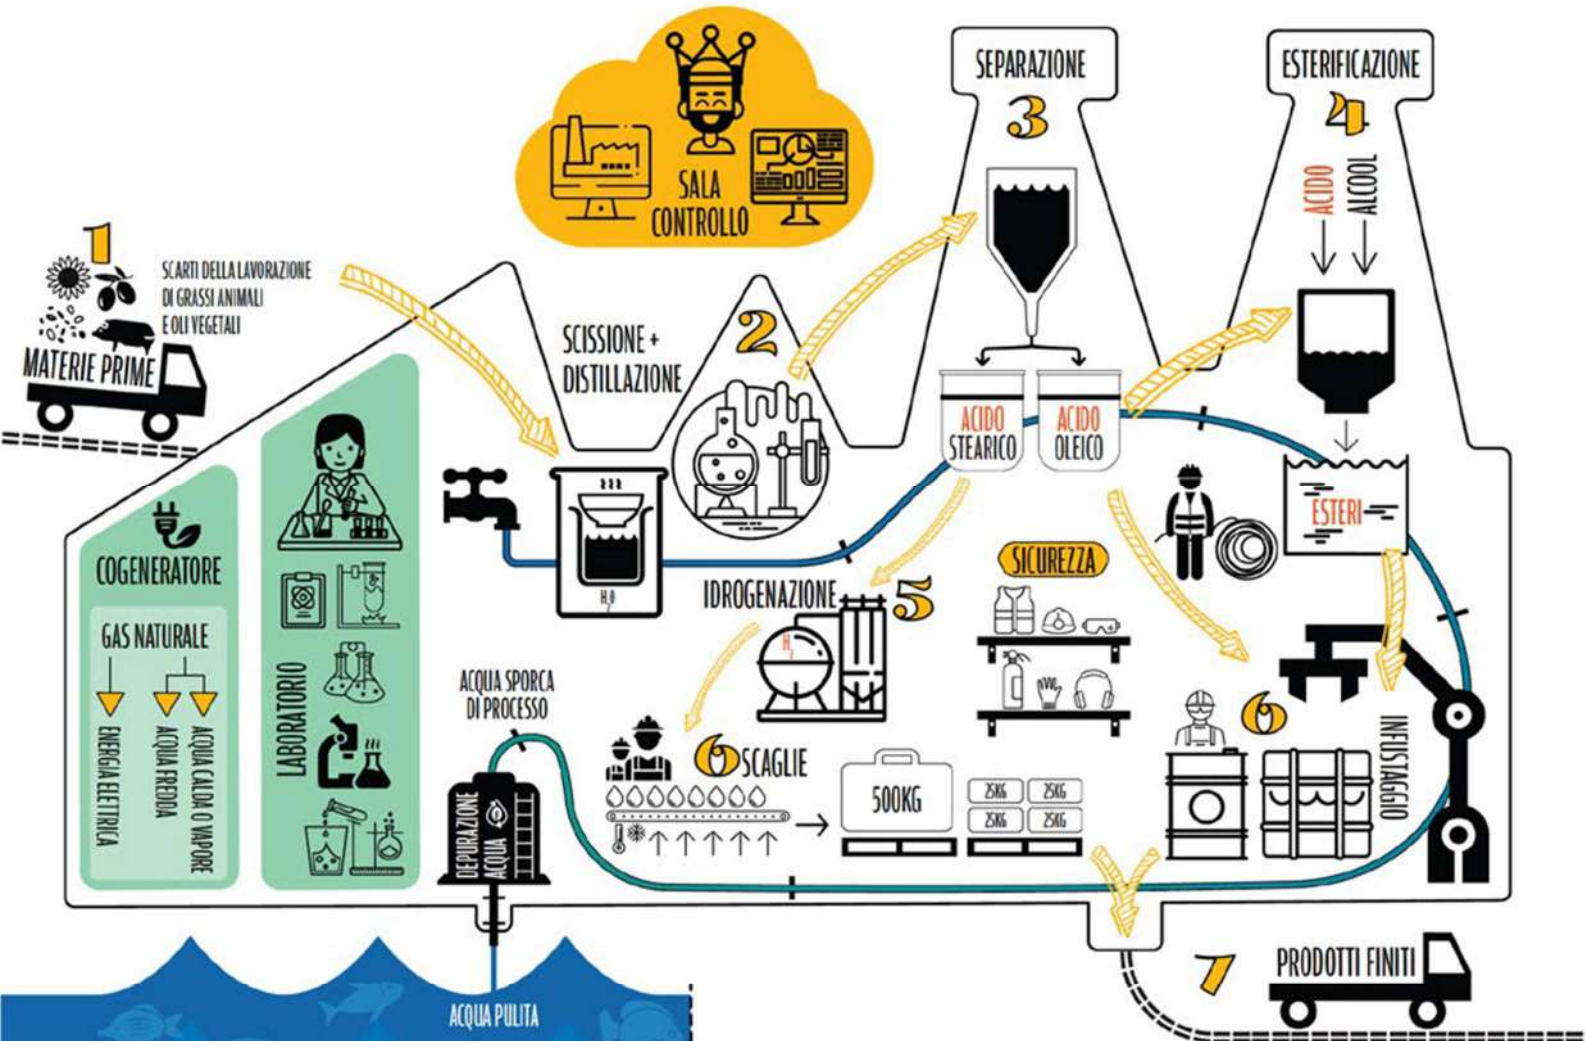 SALA
CONTROLLO
SEPARAZIONE
3
ESTERIFICAZIONE
4
ACIDO
ALCOOL
1
SCARTI DELLA LAVORAZIONE
DI GRASSI ANIMALI
E OLI VEGETALI
MATERIE PRIME
SCISSIONE +
DISTILLAZIONE
2
H2O
ACIDO
STEARICO
ACIDO
OLEICO
ESTERI
COGENERATORE
GAS NATURALE
ENERGIA ELETTRICA
ACQUA FREDDA
ACQUA CALDA O VAPORE
LABORATORIO
IDROGENAZIONE
5
H2
SICUREZZA
ACQUA SPORCA
DI PROCESSO
DEPURAZIONE
ACQUA
6 SCAGLIE
500KG
25KG 25KG
25KG 25KG
6
INFUSTAGGIO
7
PRODOTTI FINITI
ACQUA PULITA